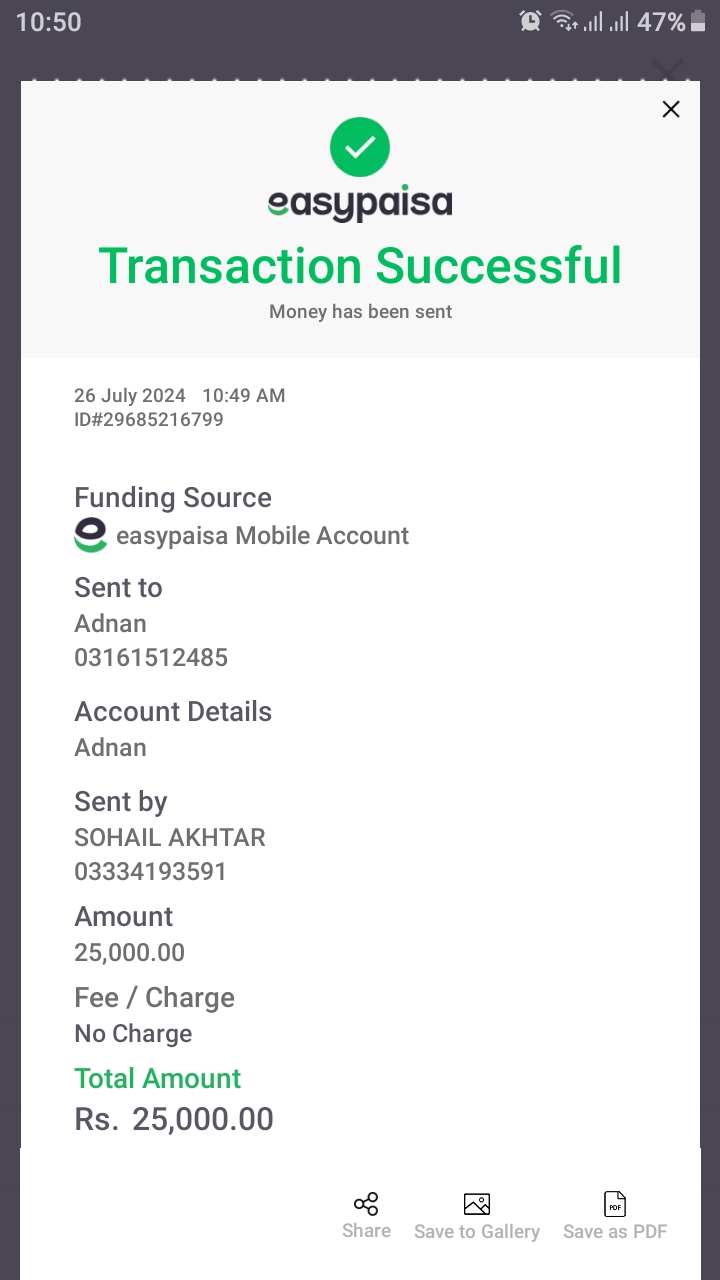 10:50 47%
easypaisa
Transaction Successful
Money has been sent
26 July 2024 10:49 AM
ID#29685216799
Funding Source
easypaisa Mobile Account
Sent to
Adnan
03161512485
Account Details
Adnan
Sent by
SOHAIL AKHTAR
03334193591
Amount
25,000.00
Fee / Charge
No Charge
Total Amount
Rs. 25,000.00
PDF
Share Save to Gallery Save as PDF